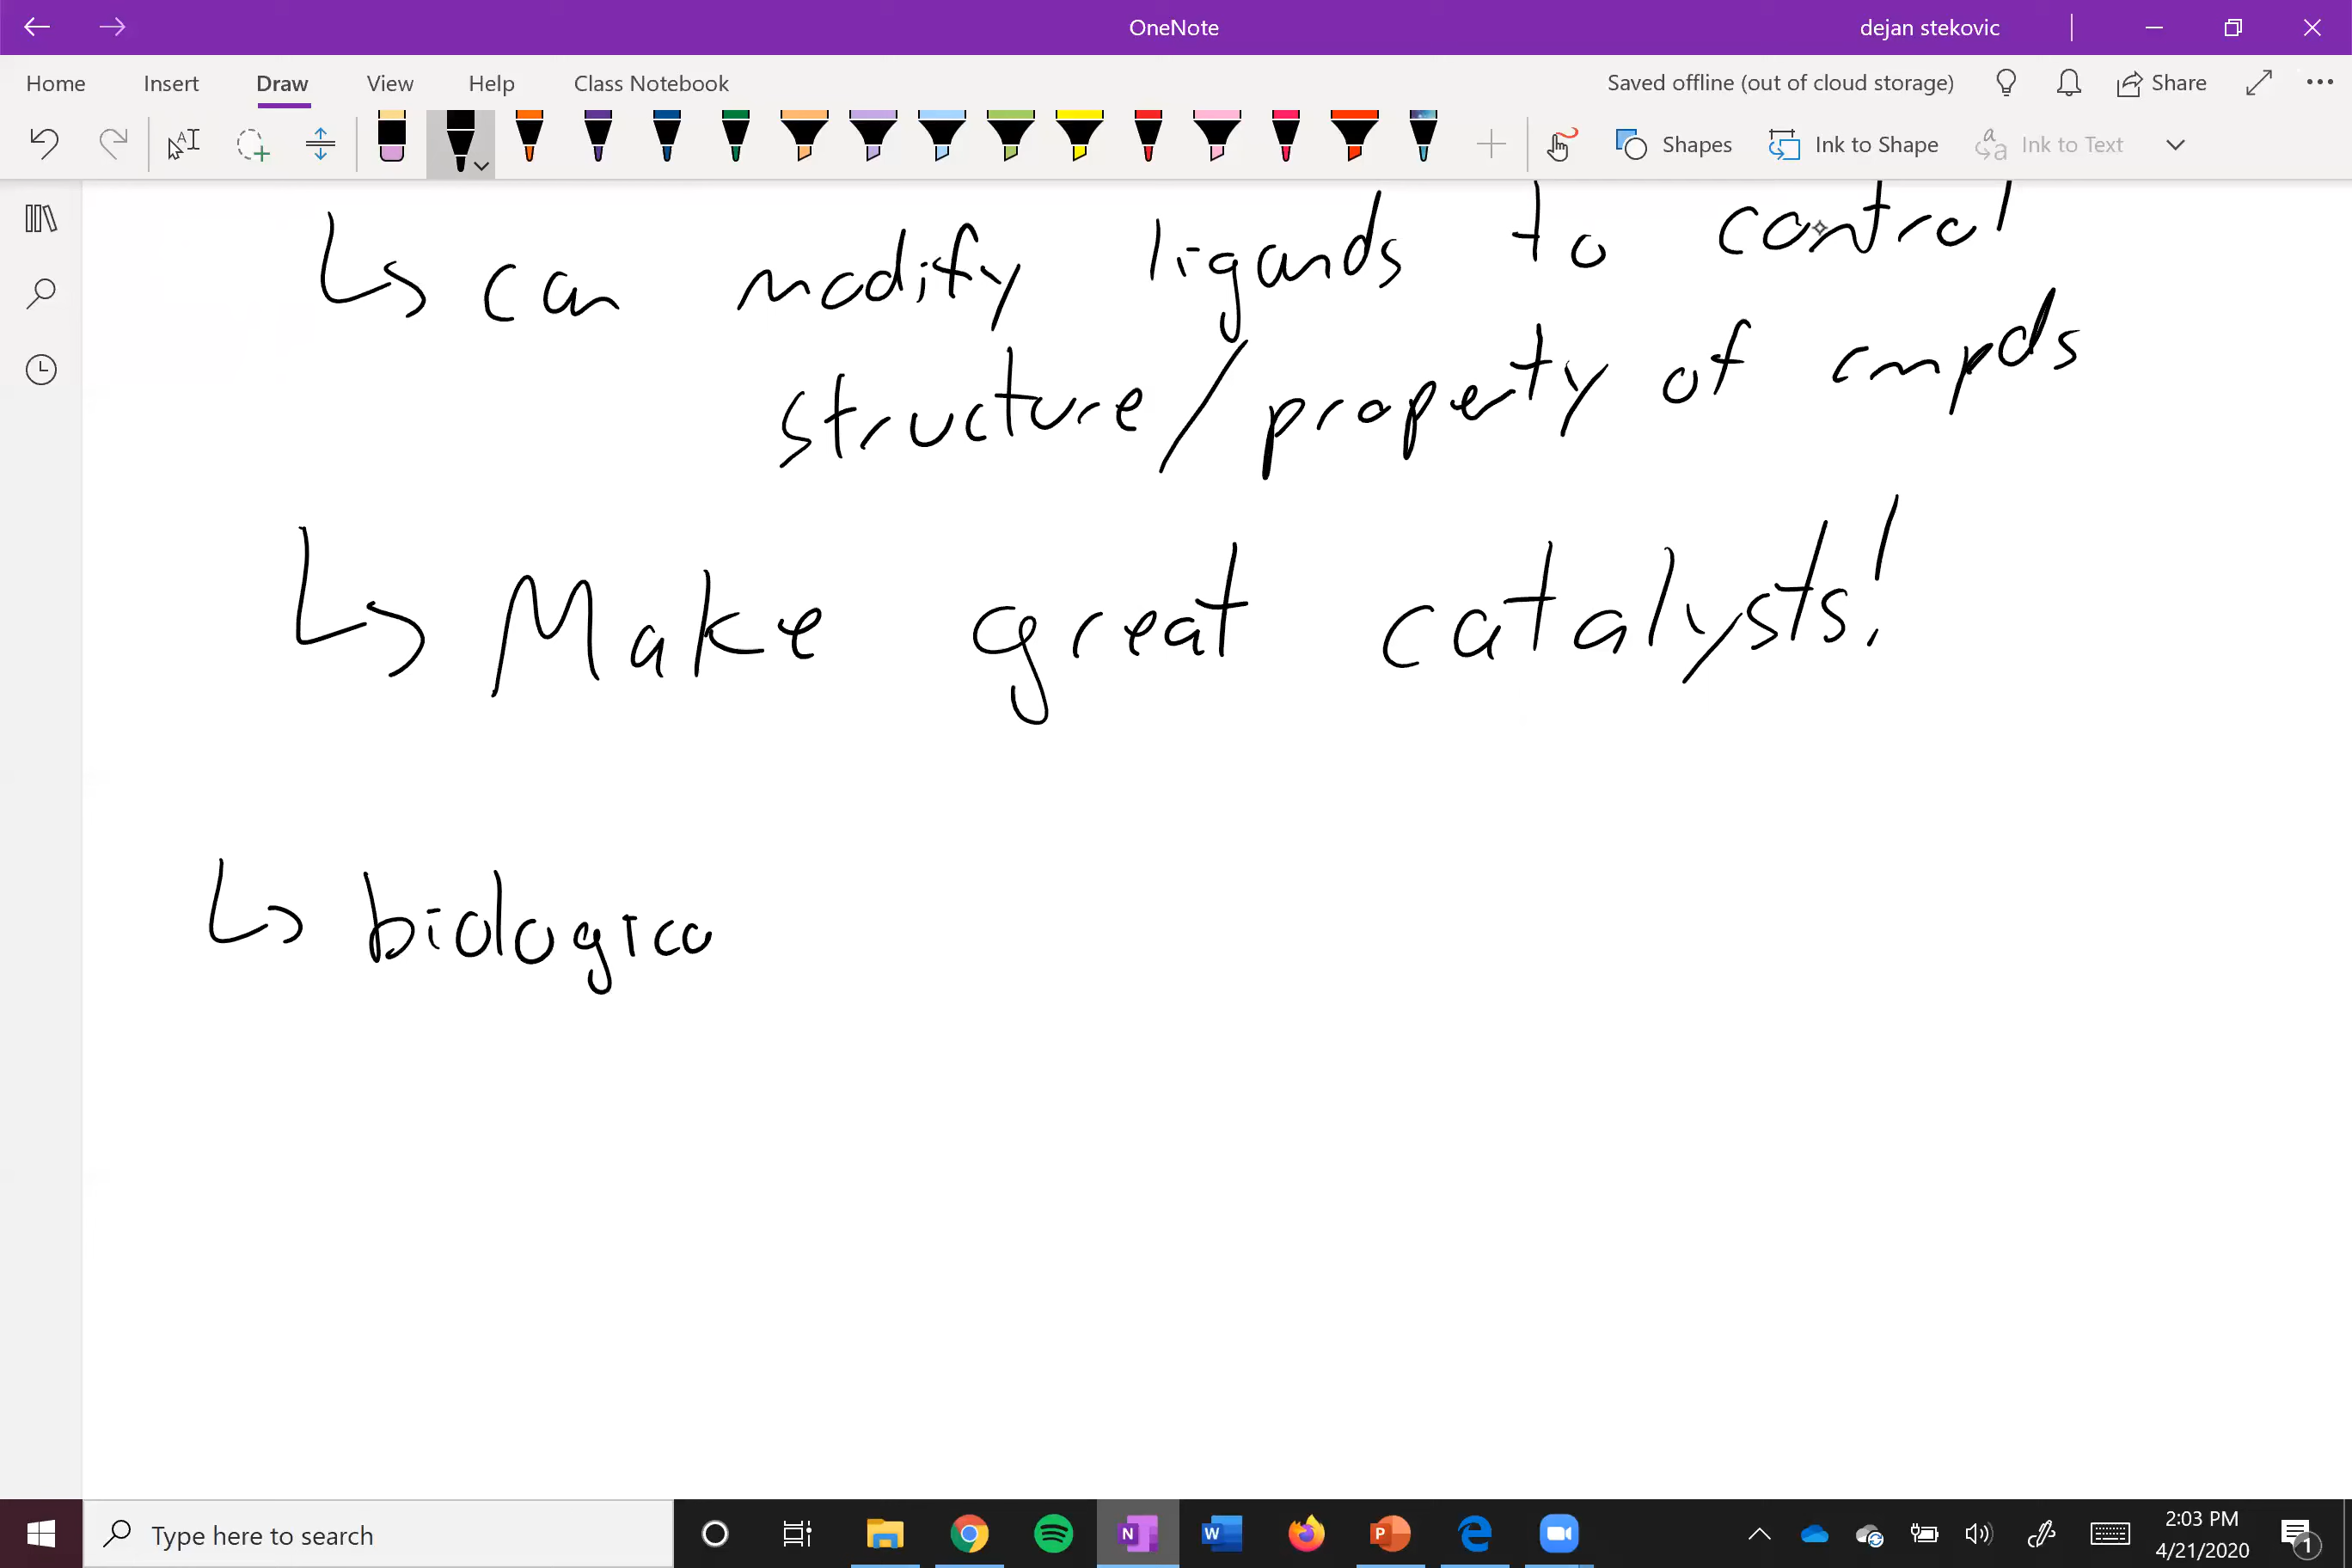 OneNote
dejan stekovic
Home Insert Draw View Help Class Notebook
Saved offline (out of cloud storage) Share
Shapes Ink to Shape Ink to Text
↳ can modify ligands to control
structure/property of cmpds
↳ Make great catalysts!
↳ biologica
Type here to search
2:03 PM
4/21/2020
1